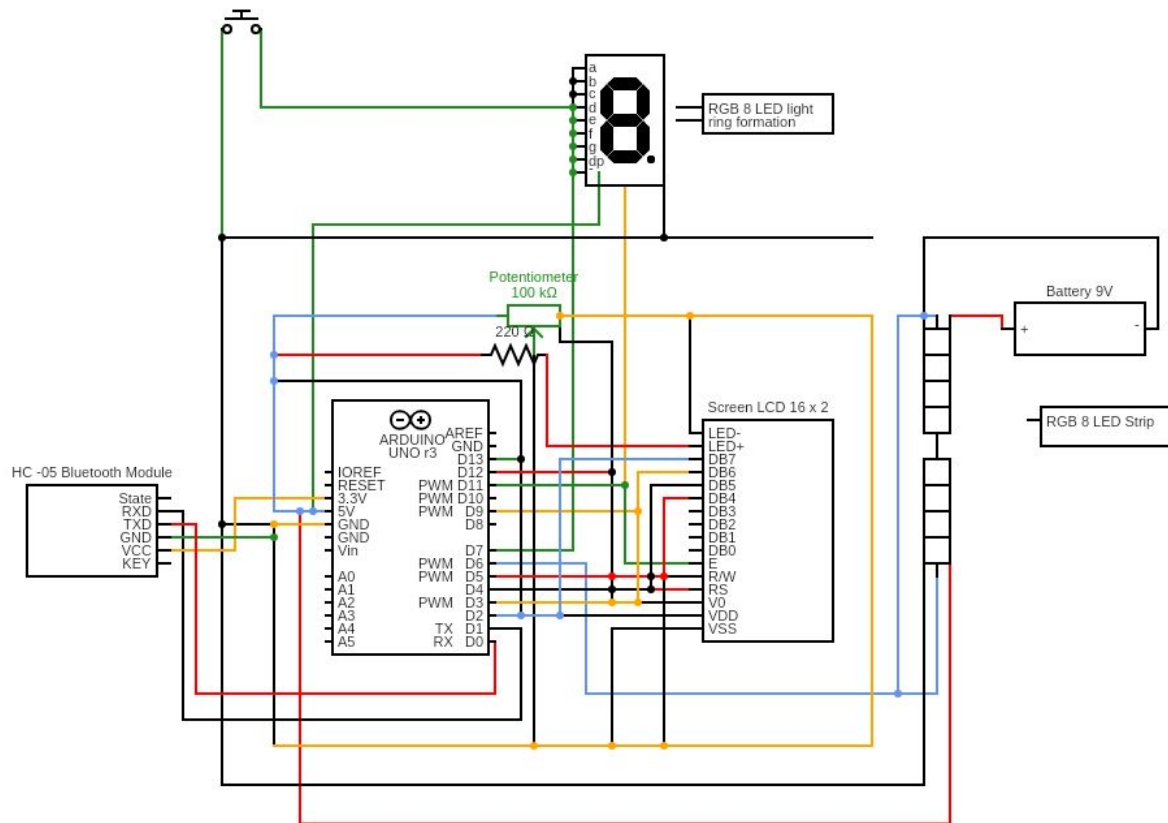 a
b
c
d
e
f
g
dp
-
8.
RGB 8 LED light
ring formation
Potentiometer
100 kΩ
220 Ω
Battery 9V
+
-
Screen LCD 16 x 2
RGB 8 LED Strip
HC -05 Bluetooth Module
State
RXD
TXD
GND
VCC
KEY
ARDUINO
UNO r3
IOREF
RESET
3.3V
5V
GND
GND
Vin
A0
A1
A2
A3
A4
A5
AREF
GND
D13
D12
PWM D11
PWM D10
PWM D9
D8
D7
PWM D6
PWM D5
D4
PWM D3
D2
TX D1
RX D0
LED-
LED+
DB7
DB6
DB5
DB4
DB3
DB2
DB1
DB0
E
R/W
RS
V0
VDD
VSS